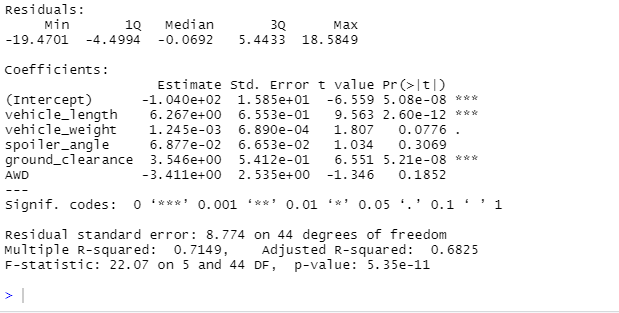 Residuals:
     Min       1Q   Median       3Q      Max
-19.4701  -4.4994  -0.0692   5.4433  18.5849
Coefficients:
                   Estimate Std. Error t value Pr(>|t|)
(Intercept)      -1.040e+02  1.585e+01  -6.559 5.08e-08 ***
vehicle_length    6.267e+00  6.553e-01   9.563 2.60e-12 ***
vehicle_weight    1.245e-03  6.890e-04   1.807   0.0776 .
spoiler_angle     6.877e-02  6.653e-02   1.034   0.3069
ground_clearance  3.546e+00  5.412e-01   6.551 5.21e-08 ***
AWD              -3.411e+00  2.535e+00  -1.346   0.1852
---
Signif. codes:  0 ‘***’ 0.001 ‘**’ 0.01 ‘*’ 0.05 ‘.’ 0.1 ‘ ’ 1
Residual standard error: 8.774 on 44 degrees of freedom
Multiple R-squared:  0.7149,    Adjusted R-squared:  0.6825
F-statistic: 22.07 on 5 and 44 DF,  p-value: 5.35e-11
>